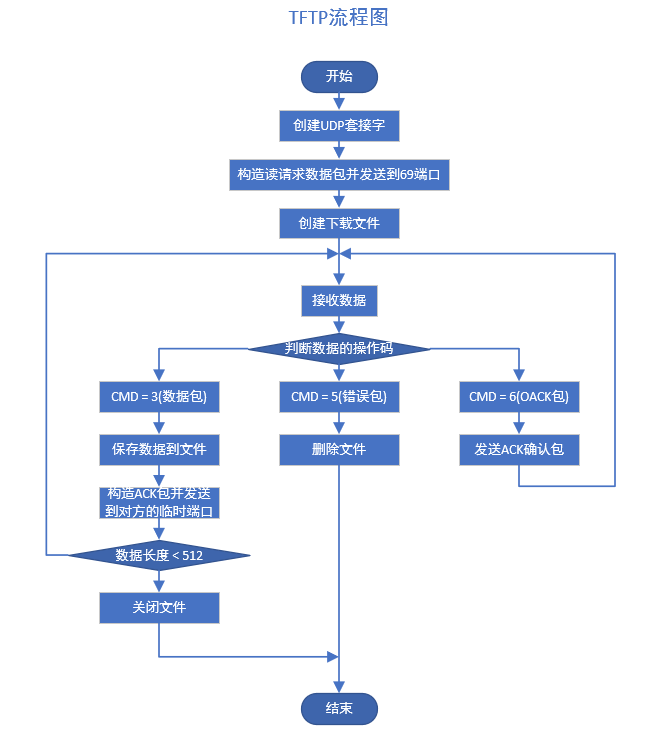 TFTP流程图
开始
创建UDP套接字
构造读请求数据包并发送到69端口
创建下载文件
接收数据
判断数据的操作码
CMD = 3(数据包)
CMD = 5(错误包)
CMD = 6(OACK包)
保存数据到文件
删除文件
发送ACK确认包
构造ACK包并发送
到对方的临时端口
数据长度 < 512
关闭文件
结束